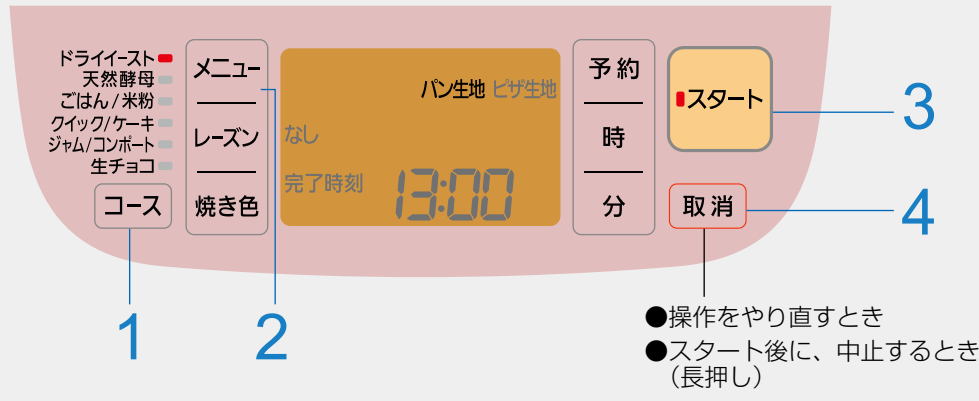 ドライイースト
天然酵母
ごはん/米粉
クイック/ケーキ
ジャム/コンポート
生チョコ
コース
メニュー
レーズン
焼き色
パン生地 ピザ生地
なし
完了時刻 13:00
予約
時
分
スタート
取消
1
2
3
4
●操作をやり直すとき
●スタート後に、中止するとき
(長押し)